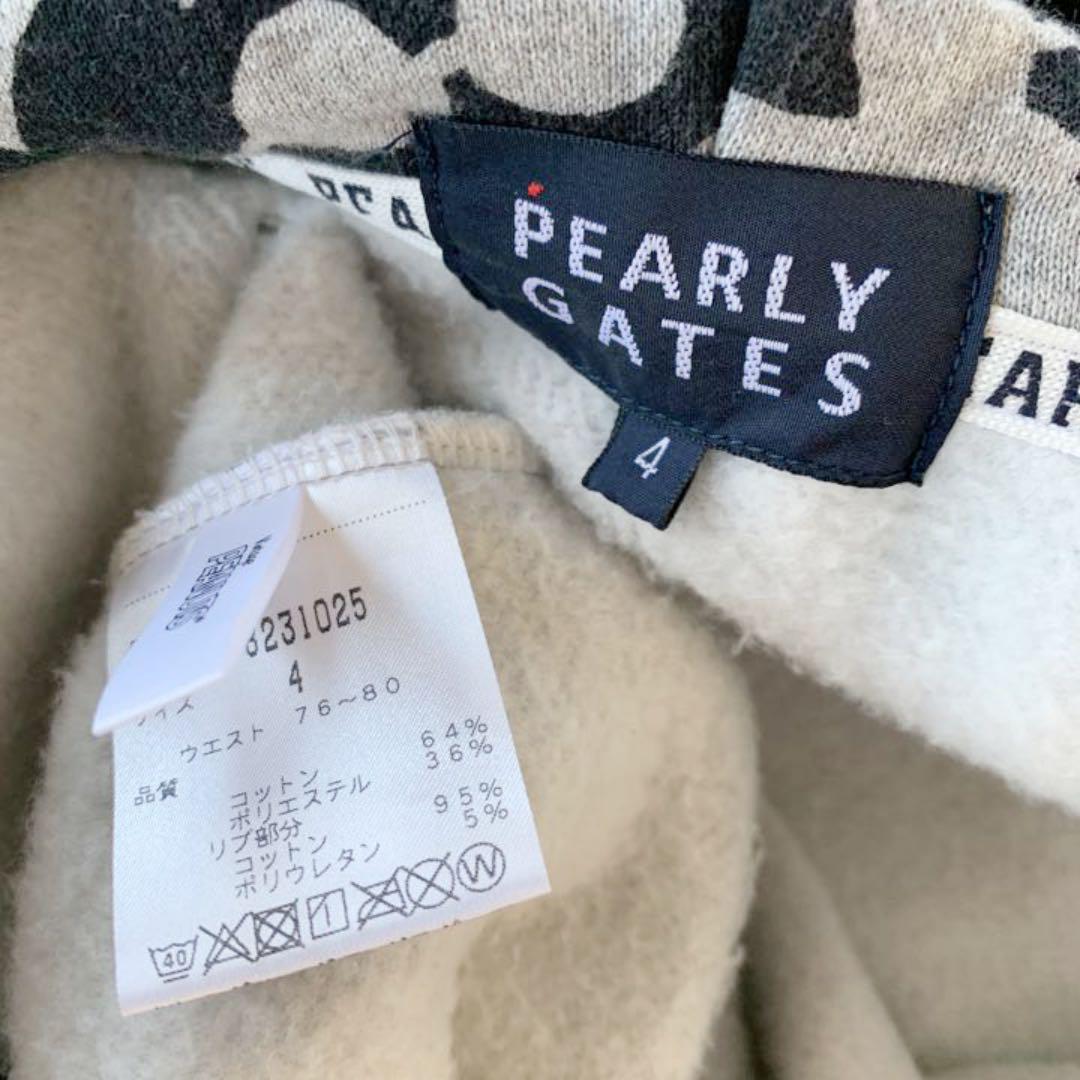 PEARLY
GATES
4
8231025
4
ウエスト 76～80
品質
コットン 64%
ポリエステル 36%
リブ部分
コットン 95%
ポリウレタン 5%
40
W